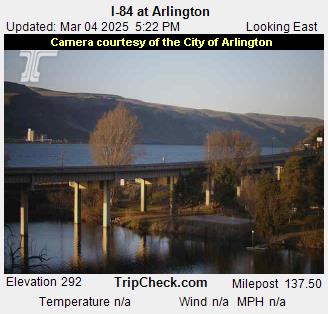 I-84 at Arlington
Updated: Mar 04 2025 5:22 PM Looking East
Camera courtesy of the City of Arlington
Elevation 292 TripCheck.com Milepost 137.50
Temperature n/a Wind n/a MPH n/a